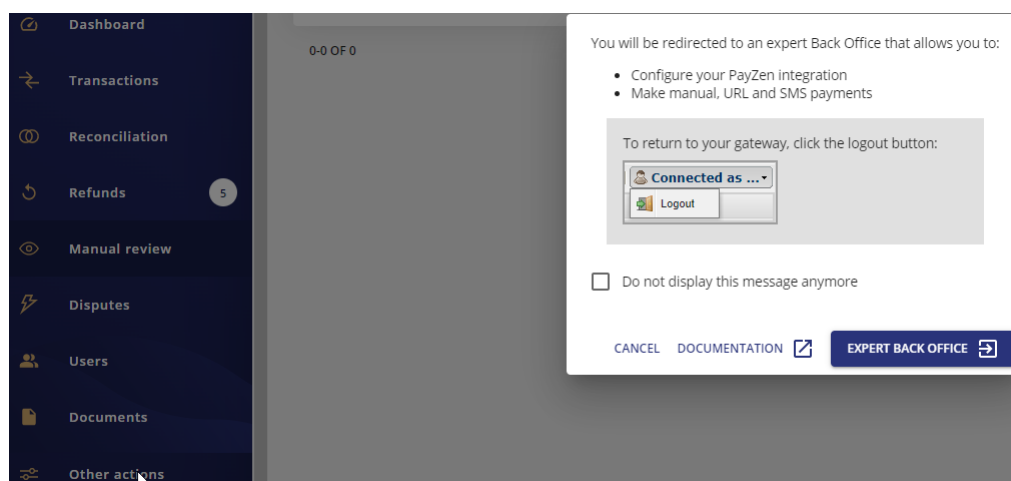 Dashboard
Transactions
Reconciliation
Refunds
5
Manual review
Disputes
Users
Documents
Other actions
0-0 OF 0
You will be redirected to an expert Back Office that allows you to:
• Configure your PayZen integration
• Make manual, URL and SMS payments
To return to your gateway, click the logout button:
Connected as ...
Logout
Do not display this message anymore
CANCEL DOCUMENTATION EXPERT BACK OFFICE